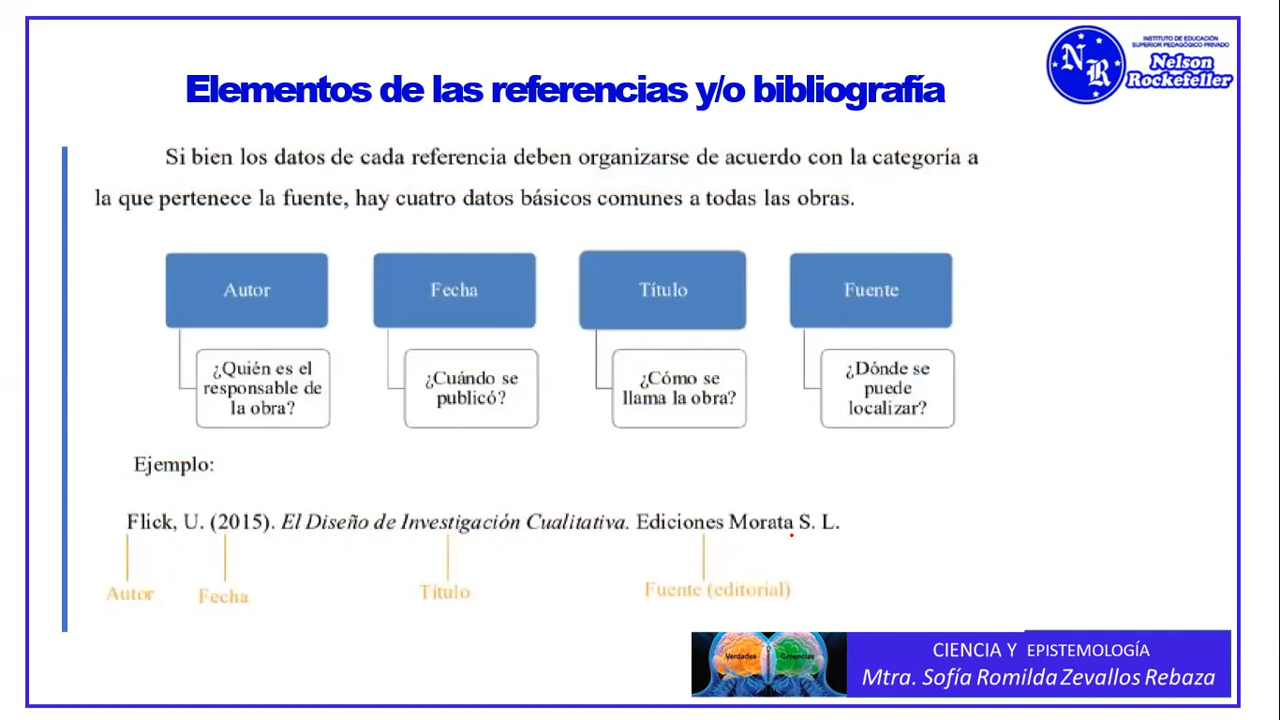 INSTITUTO DE EDUCACIÓN
SUPERIOR PEDAGÓGICO PRIVADO
Nelson
Rockefeller
NR
Elementos de las referencias y/o bibliografía
Si bien los datos de cada referencia deben organizarse de acuerdo con la categoría a
la que pertenece la fuente, hay cuatro datos básicos comunes a todas las obras.
Autor
Fecha
Título
Fuente
¿Quién es el
responsable de
la obra?
¿Cuándo se
publicó?
¿Cómo se
llama la obra?
¿Dónde se
puede
localizar?
Ejemplo:
Flick, U. (2015). El Diseño de Investigación Cualitativa. Ediciones Morata S. L.
Autor
Fecha
Título
Fuente (editorial)
Verdades
Creencias
CIENCIA Y EPISTEMOLOGÍA
Mtra. Sofía Romilda Zevallos Rebaza